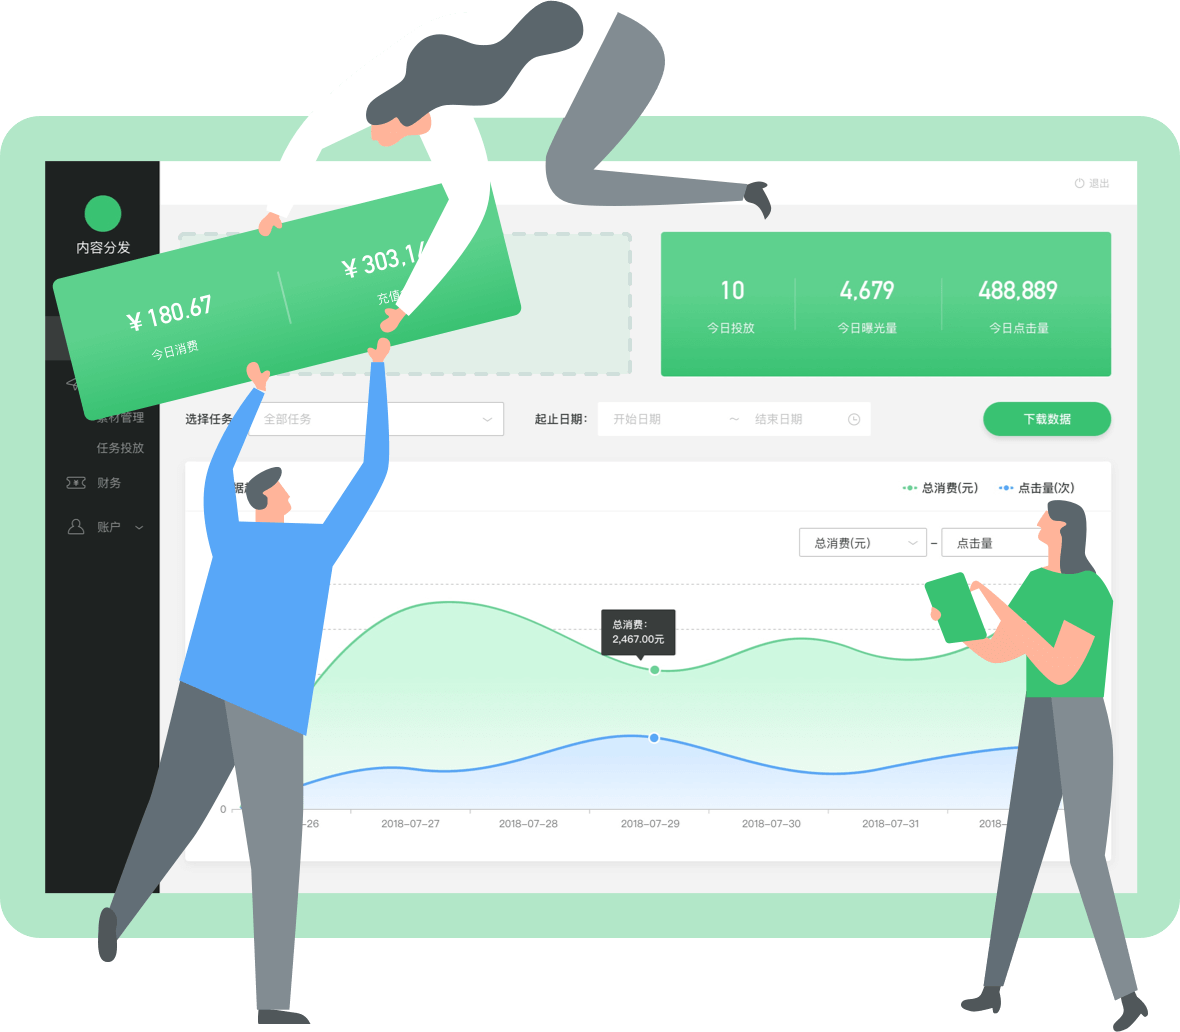 退出
内容分发
¥ 180.67
今日消费
¥ 303.1
充值
10
今日投放
4,679
今日曝光量
488,889
今日点击量
素材管理
任务投放
财务
账户
选择任务
全部任务
起止日期：
开始日期 ~ 结束日期
下载数据
总消费(元)
点击量(次)
总消费(元) – 点击量
总消费：
2,467.00元
0
-26
2018-07-27
2018-07-28
2018-07-29
2018-07-30
2018-07-31
2018-